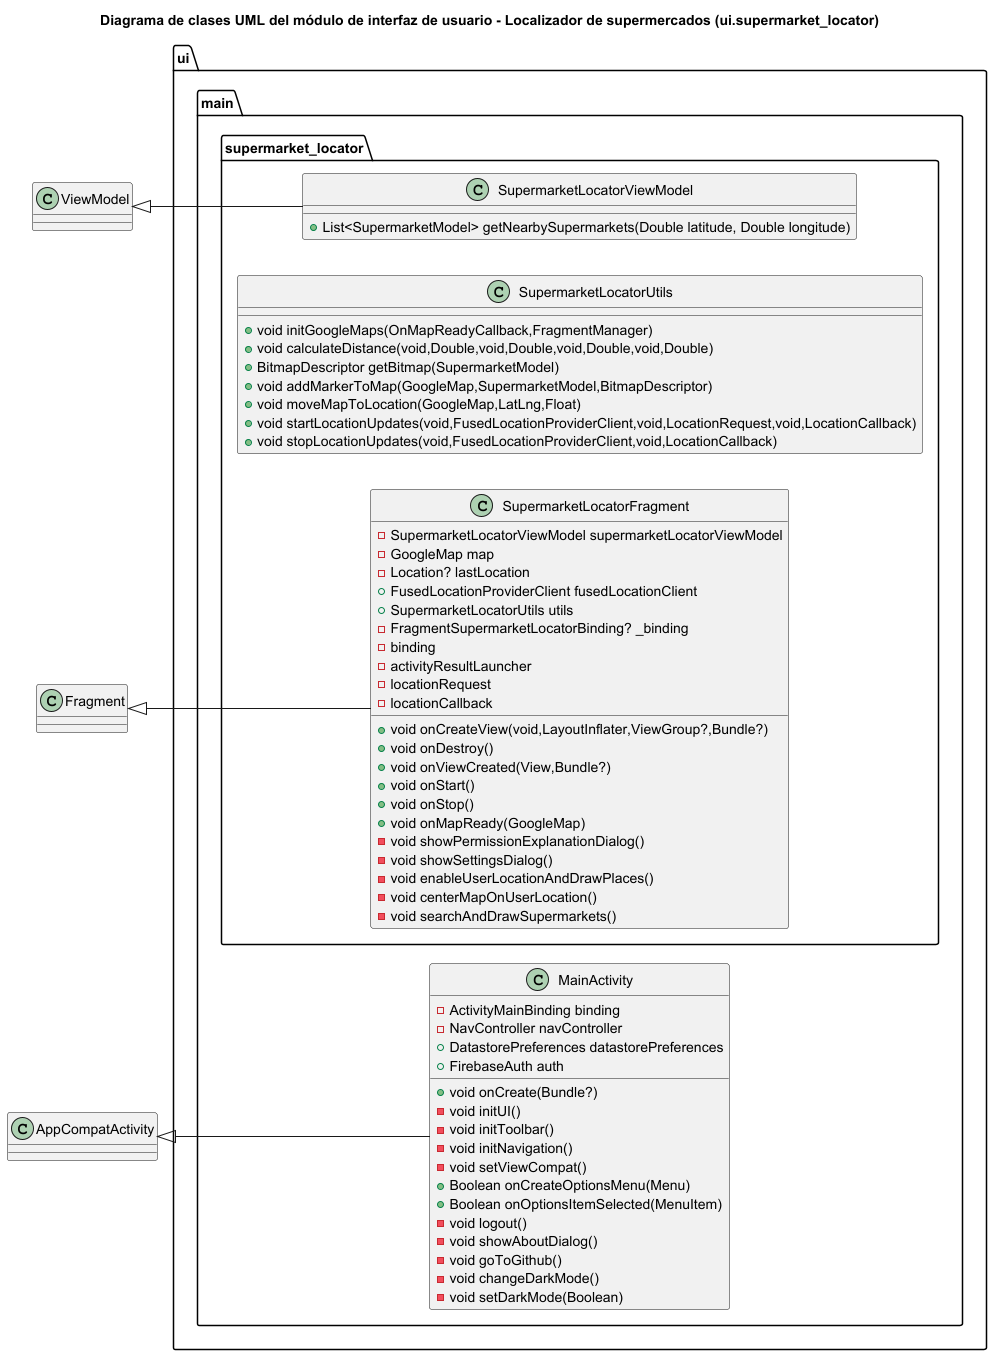 Diagrama de clases UML del módulo de interfaz de usuario - Localizador de supermercados (ui.supermarket_locator)
ui
main
supermarket_locator
C ViewModel
C SupermarketLocatorViewModel
List<SupermarketModel> getNearbySupermarkets(Double latitude, Double longitude)
C SupermarketLocatorUtils
void initGoogleMaps(OnMapReadyCallback,FragmentManager)
void calculateDistance(void,Double,void,Double,void,Double,void,Double)
BitmapDescriptor getBitmap(SupermarketModel)
void addMarkerToMap(GoogleMap,SupermarketModel,BitmapDescriptor)
void moveMapToLocation(GoogleMap,LatLng,Float)
void startLocationUpdates(void,FusedLocationProviderClient,void,LocationRequest,void,LocationCallback)
void stopLocationUpdates(void,FusedLocationProviderClient,void,LocationCallback)
C SupermarketLocatorFragment
SupermarketLocatorViewModel supermarketLocatorViewModel
GoogleMap map
Location? lastLocation
FusedLocationProviderClient fusedLocationClient
SupermarketLocatorUtils utils
FragmentSupermarketLocatorBinding? _binding
binding
activityResultLauncher
locationRequest
locationCallback
C Fragment
void onCreateView(void,LayoutInflater,ViewGroup?,Bundle?)
void onDestroy()
void onViewCreated(View,Bundle?)
void onStart()
void onStop()
void onMapReady(GoogleMap)
void showPermissionExplanationDialog()
void showSettingsDialog()
void enableUserLocationAndDrawPlaces()
void centerMapOnUserLocation()
void searchAndDrawSupermarkets()
C MainActivity
ActivityMainBinding binding
NavController navController
DatastorePreferences datastorePreferences
FirebaseAuth auth
void onCreate(Bundle?)
void initUI()
C AppCompatActivity
void initToolbar()
void initNavigation()
void setViewCompat()
Boolean onCreateOptionsMenu(Menu)
Boolean onOptionsItemSelected(MenuItem)
void logout()
void showAboutDialog()
void goToGithub()
void changeDarkMode()
void setDarkMode(Boolean)